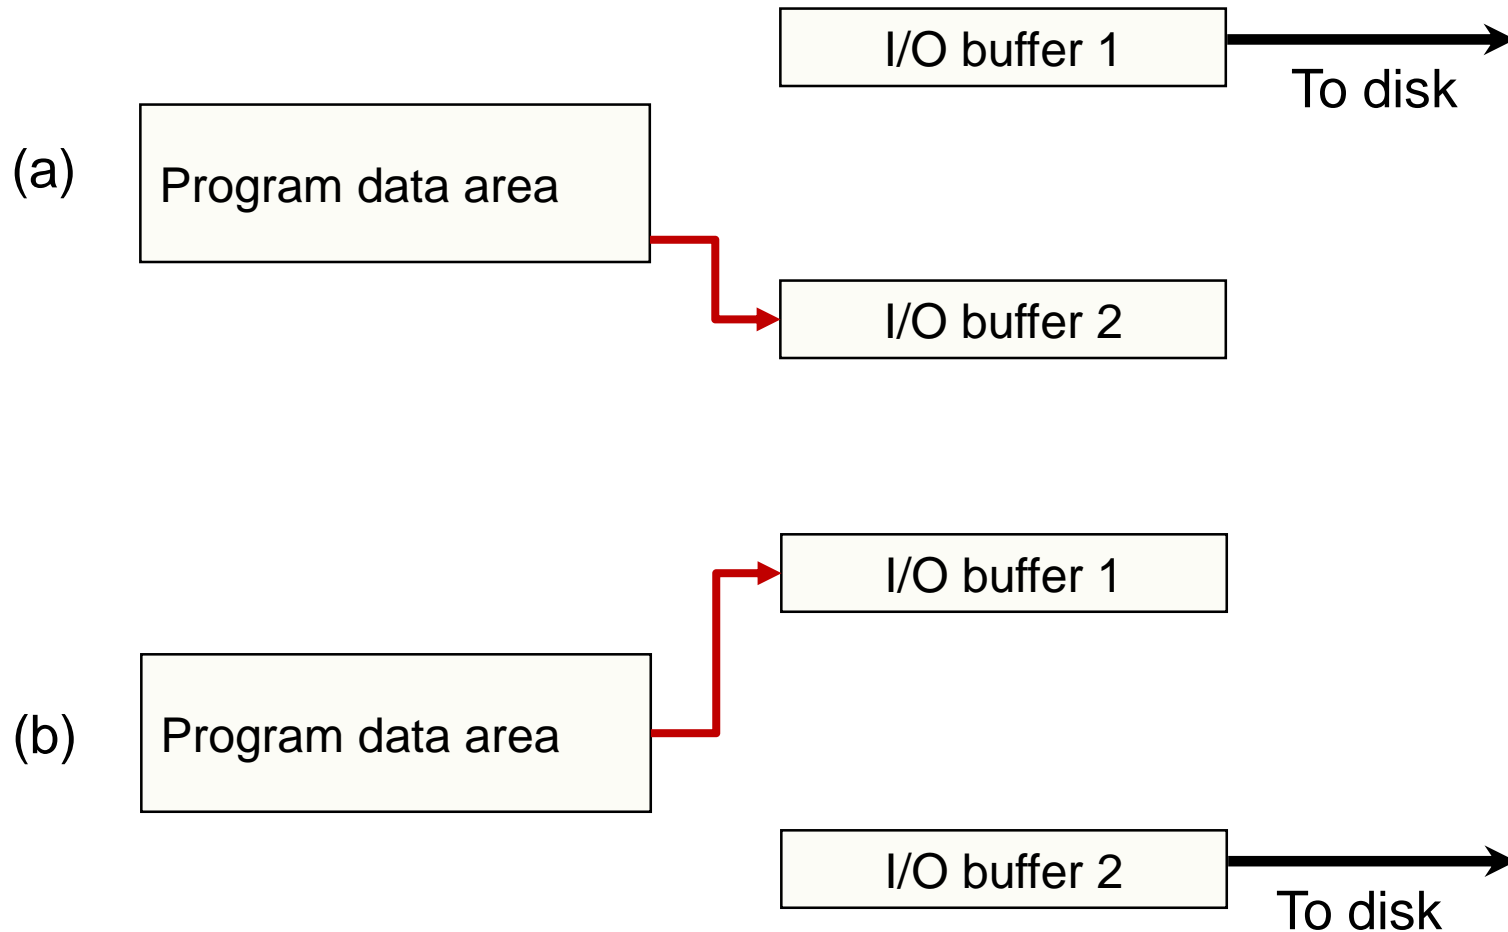 I/O buffer 1
To disk
(a)
Program data area
I/O buffer 2
I/O buffer 1
(b)
Program data area
I/O buffer 2
To disk